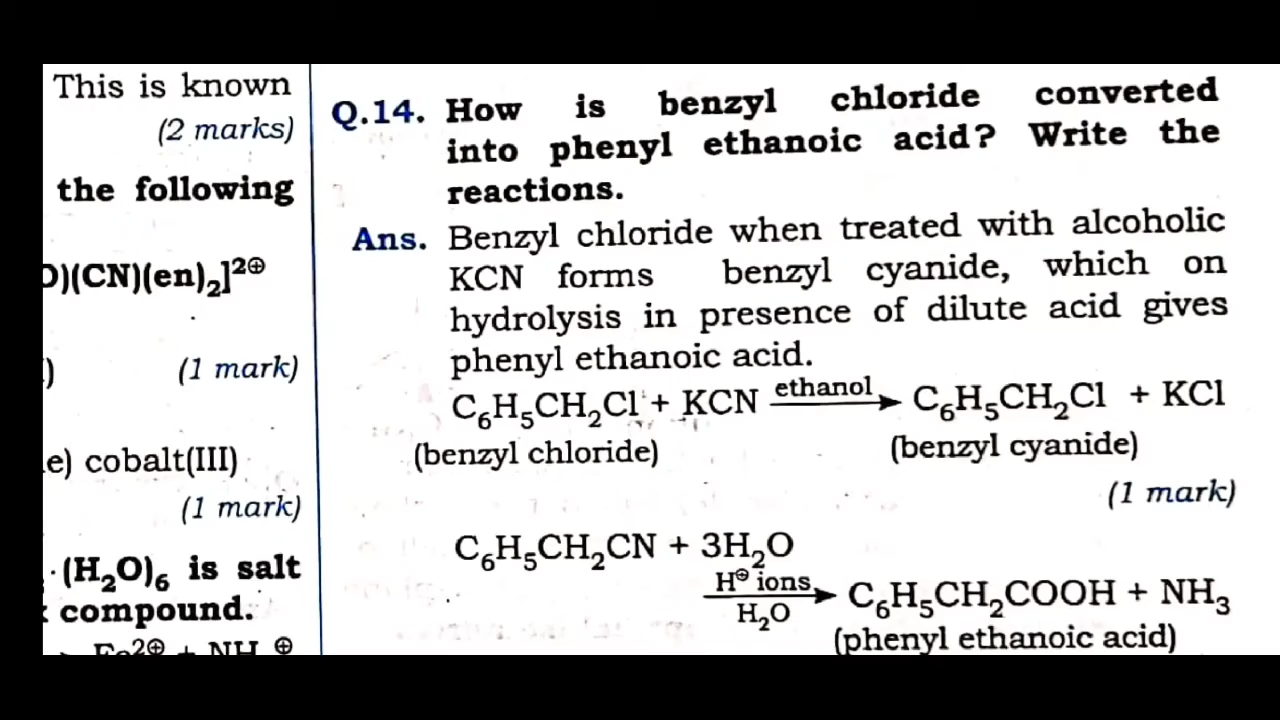 This is known
(2 marks)
the following
)(CN)(en)₂]²⊕
) (1 mark)
e) cobalt(III)
(1 mark)
·(H₂O)₆ is salt
compound.
Fe²⊕ + NH ⊕
Q.14. How is benzyl chloride converted
into phenyl ethanoic acid? Write the
reactions.
Ans. Benzyl chloride when treated with alcoholic
KCN forms benzyl cyanide, which on
hydrolysis in presence of dilute acid gives
phenyl ethanoic acid.
C₆H₅CH₂Cl + KCN ethanol→ C₆H₅CH₂Cl + KCl
(benzyl chloride) (benzyl cyanide)
(1 mark)
C₆H₅CH₂CN + 3H₂O
H⊕ ions
→ C₆H₅CH₂COOH + NH₃
H₂O
(phenyl ethanoic acid)